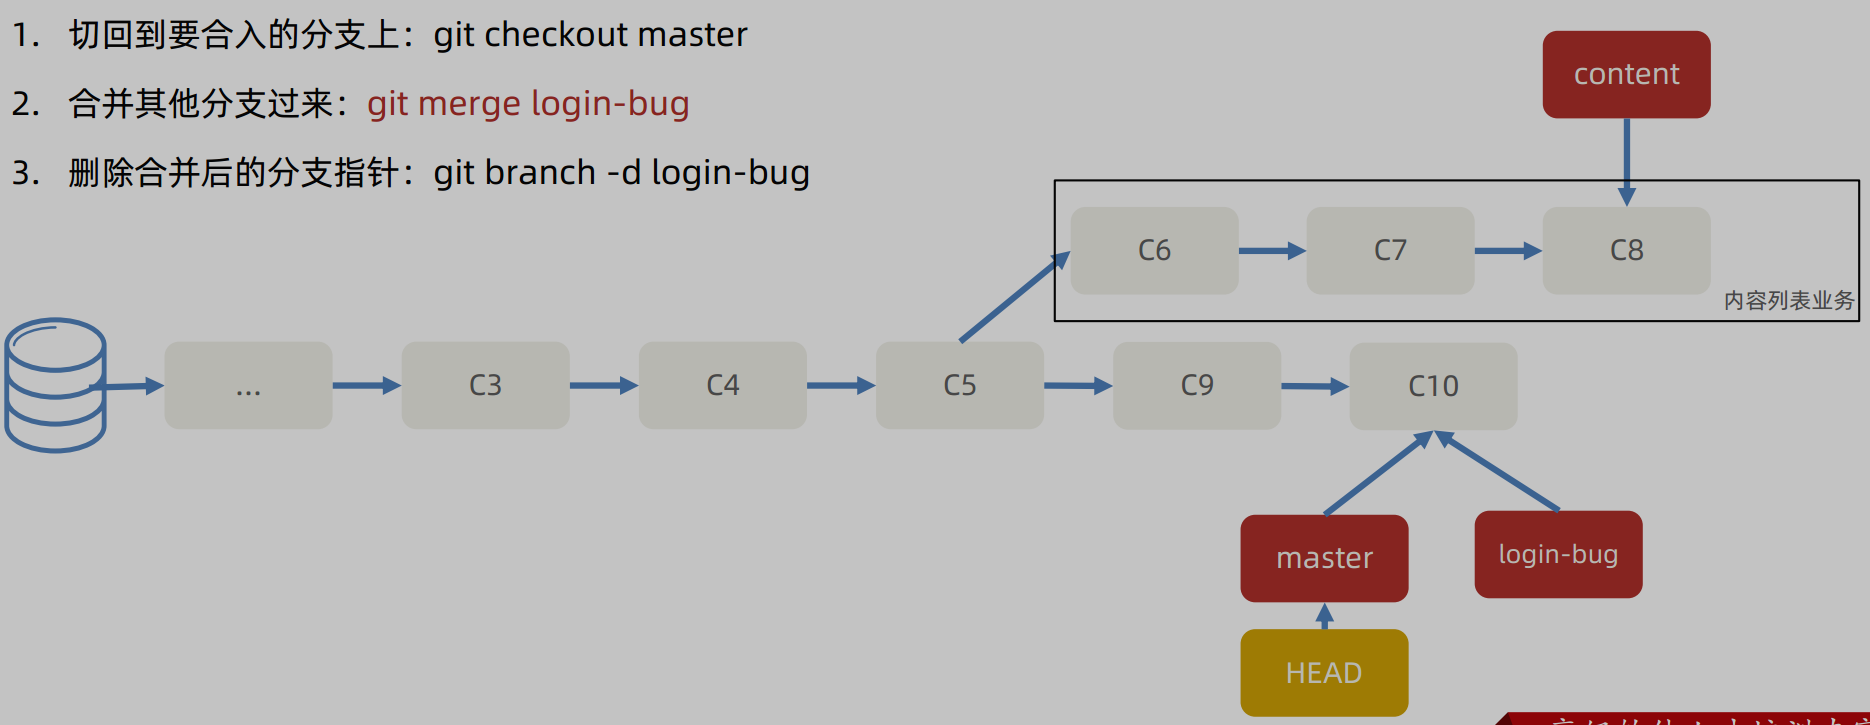 1. 切回到要合入的分支上：git checkout master
2. 合并其他分支过来：git merge login-bug
3. 删除合并后的分支指针：git branch -d login-bug
content
C6
C7
C8
内容列表业务
...
C3
C4
C5
C9
C10
master
login-bug
HEAD